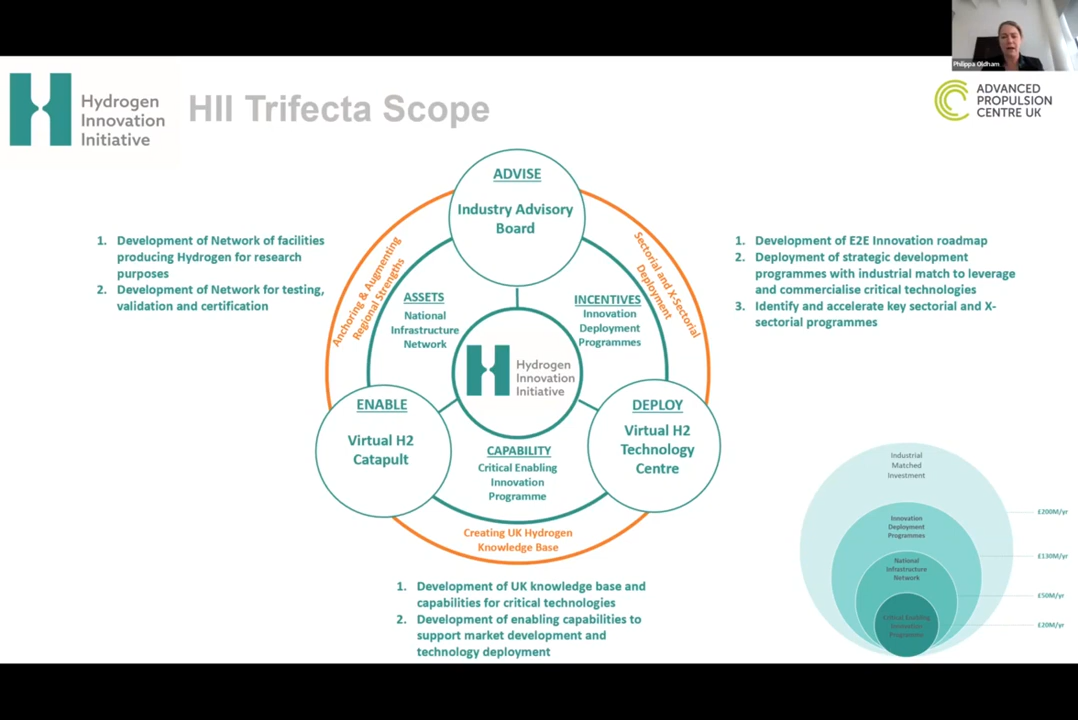 Philippa Oldham
Hydrogen
Innovation
Initiative
HII Trifecta Scope
ADVANCED
PROPULSION
CENTRE UK
ADVISE
Industry Advisory
Board
1. Development of Network of facilities
producing Hydrogen for research
purposes
2. Development of Network for testing,
validation and certification
Anchoring & Augmenting
Regional Strengths
Sectorial and X-Sectorial
Deployment
1. Development of E2E Innovation roadmap
2. Deployment of strategic development
programmes with industrial match to leverage
and commercialise critical technologies
3. Identify and accelerate key sectorial and X-
sectorial programmes
ASSETS
National
Infrastructure
Network
INCENTIVES
Innovation
Deployment
Programmes
Hydrogen
Innovation
Initiative
ENABLE
Virtual H2
Catapult
DEPLOY
Virtual H2
Technology
Centre
CAPABILITY
Critical Enabling
Innovation
Programme
Creating UK Hydrogen
Knowledge Base
1. Development of UK knowledge base and
capabilities for critical technologies
2. Development of enabling capabilities to
support market development and
technology deployment
Industrial
Matched
Investment
£200M/yr
Innovation
Deployment
Programmes
£130M/yr
National
Infrastructure
Network
£50M/yr
Critical Enabling
Innovation
Programme
£20M/yr